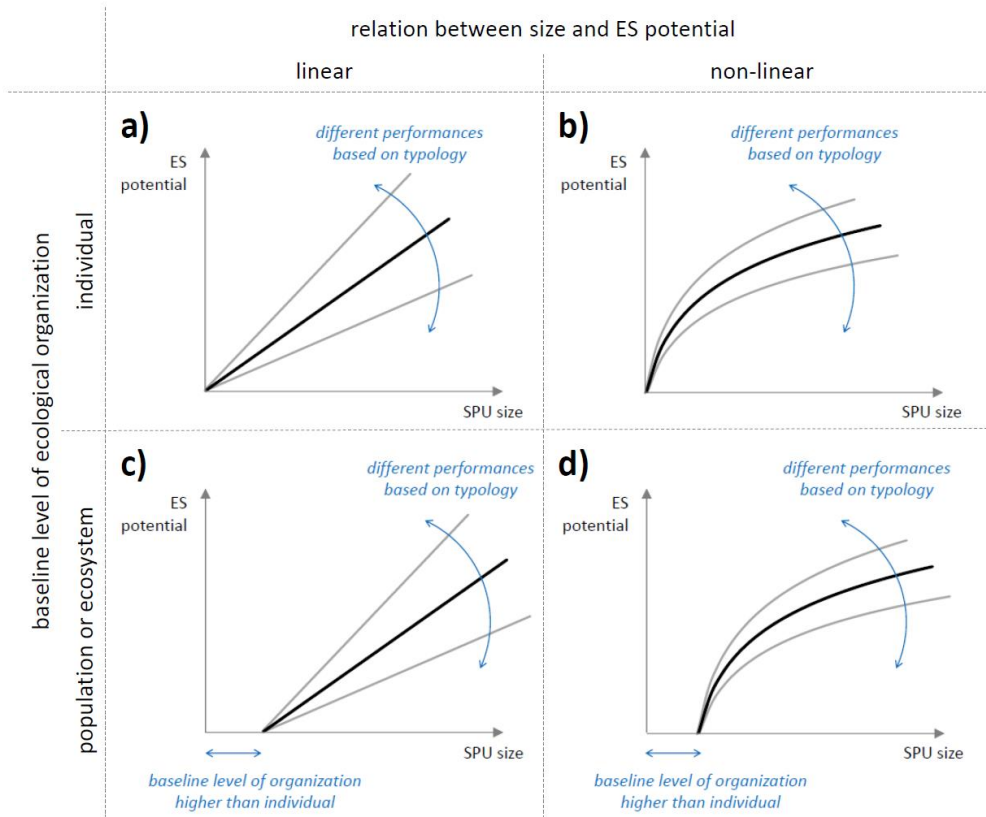 relation between size and ES potential
linear
non-linear
baseline level of ecological organization
individual
population or ecosystem
a)
different performances
based on typology
ES
potential
SPU size
b)
different performances
based on typology
ES
potential
SPU size
c)
different performances
based on typology
ES
potential
SPU size
baseline level of organization
higher than individual
d)
different performances
based on typology
ES
potential
SPU size
baseline level of organization
higher than individual